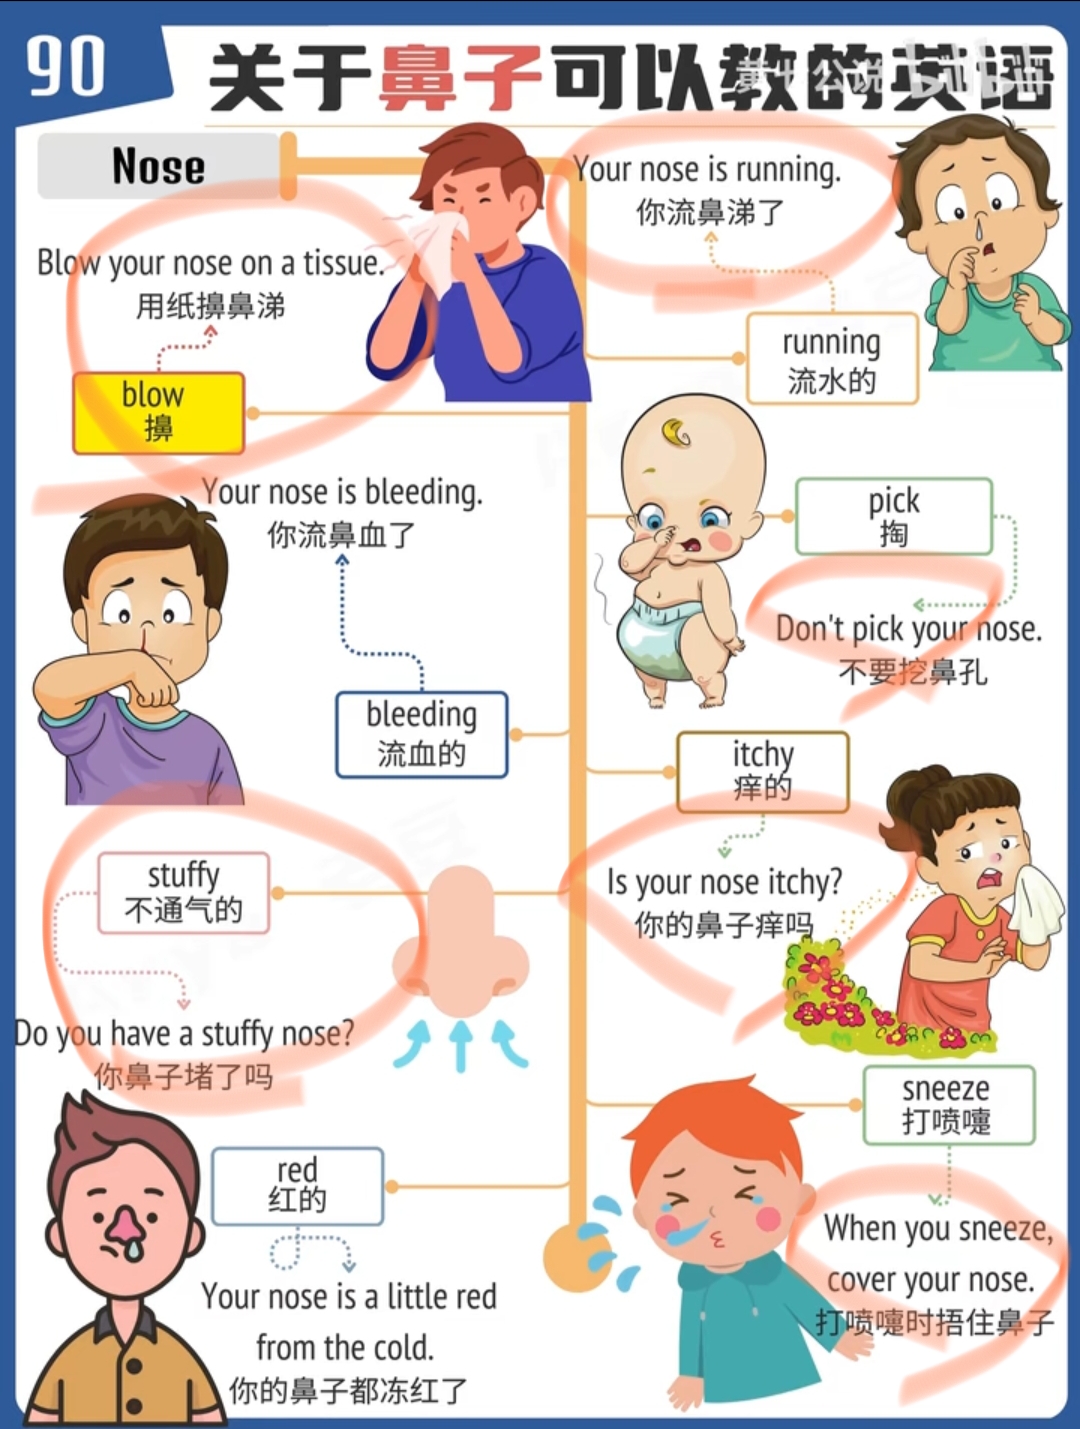 90
关于鼻子可以教的英语
Nose
Your nose is running.
你流鼻涕了
running
流水的
Blow your nose on a tissue.
用纸擤鼻涕
blow
擤
pick
掏
Don't pick your nose.
不要挖鼻孔
Your nose is bleeding.
你流鼻血了
bleeding
流血的
itchy
痒的
Is your nose itchy?
你的鼻子痒吗
stuffy
不通气的
Do you have a stuffy nose?
你鼻子堵了吗
sneeze
打喷嚏
When you sneeze,
cover your nose.
打喷嚏时捂住鼻子
red
红的
Your nose is a little red
from the cold.
你的鼻子都冻红了